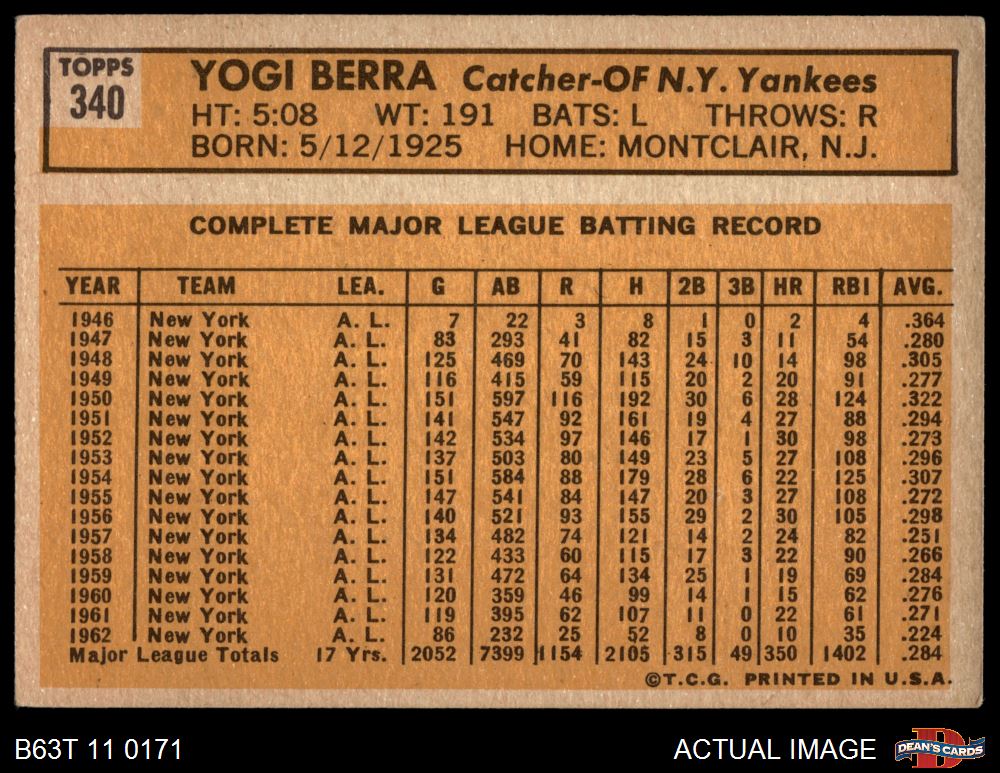 TOPPS
340
YOGI BERRA Catcher-OF N.Y. Yankees
HT: 5:08 WT: 191 BATS: L THROWS: R
BORN: 5/12/1925 HOME: MONTCLAIR, N.J.
COMPLETE MAJOR LEAGUE BATTING RECORD
YEAR TEAM LEA. G AB R H 2B 3B HR RBI AVG.
1946 New York A. L. 7 22 3 8 1 0 2 4 .364
1947 New York A. L. 83 293 41 82 15 3 11 54 .280
1948 New York A. L. 125 469 70 143 24 10 14 98 .305
1949 New York A. L. 116 415 59 115 20 2 20 91 .277
1950 New York A. L. 151 597 116 192 30 6 28 124 .322
1951 New York A. L. 141 547 92 161 19 4 27 88 .294
1952 New York A. L. 142 534 97 146 17 1 30 98 .273
1953 New York A. L. 137 503 80 149 23 5 27 108 .296
1954 New York A. L. 151 584 88 179 28 6 22 125 .307
1955 New York A. L. 147 541 84 147 20 3 27 108 .272
1956 New York A. L. 140 521 93 155 29 2 30 105 .298
1957 New York A. L. 134 482 74 121 14 2 24 82 .251
1958 New York A. L. 122 433 60 115 17 3 22 90 .266
1959 New York A. L. 131 472 64 134 25 1 19 69 .284
1960 New York A. L. 120 359 46 99 14 1 15 62 .276
1961 New York A. L. 119 395 62 107 11 0 22 61 .271
1962 New York A. L. 86 232 25 52 8 0 10 35 .224
Major League Totals 17 Yrs. 2052 7399 1154 2105 315 49 350 1402 .284
©T.C.G. PRINTED IN U.S.A.
B63T 11 0171 ACTUAL IMAGE DEAN'S CARDS